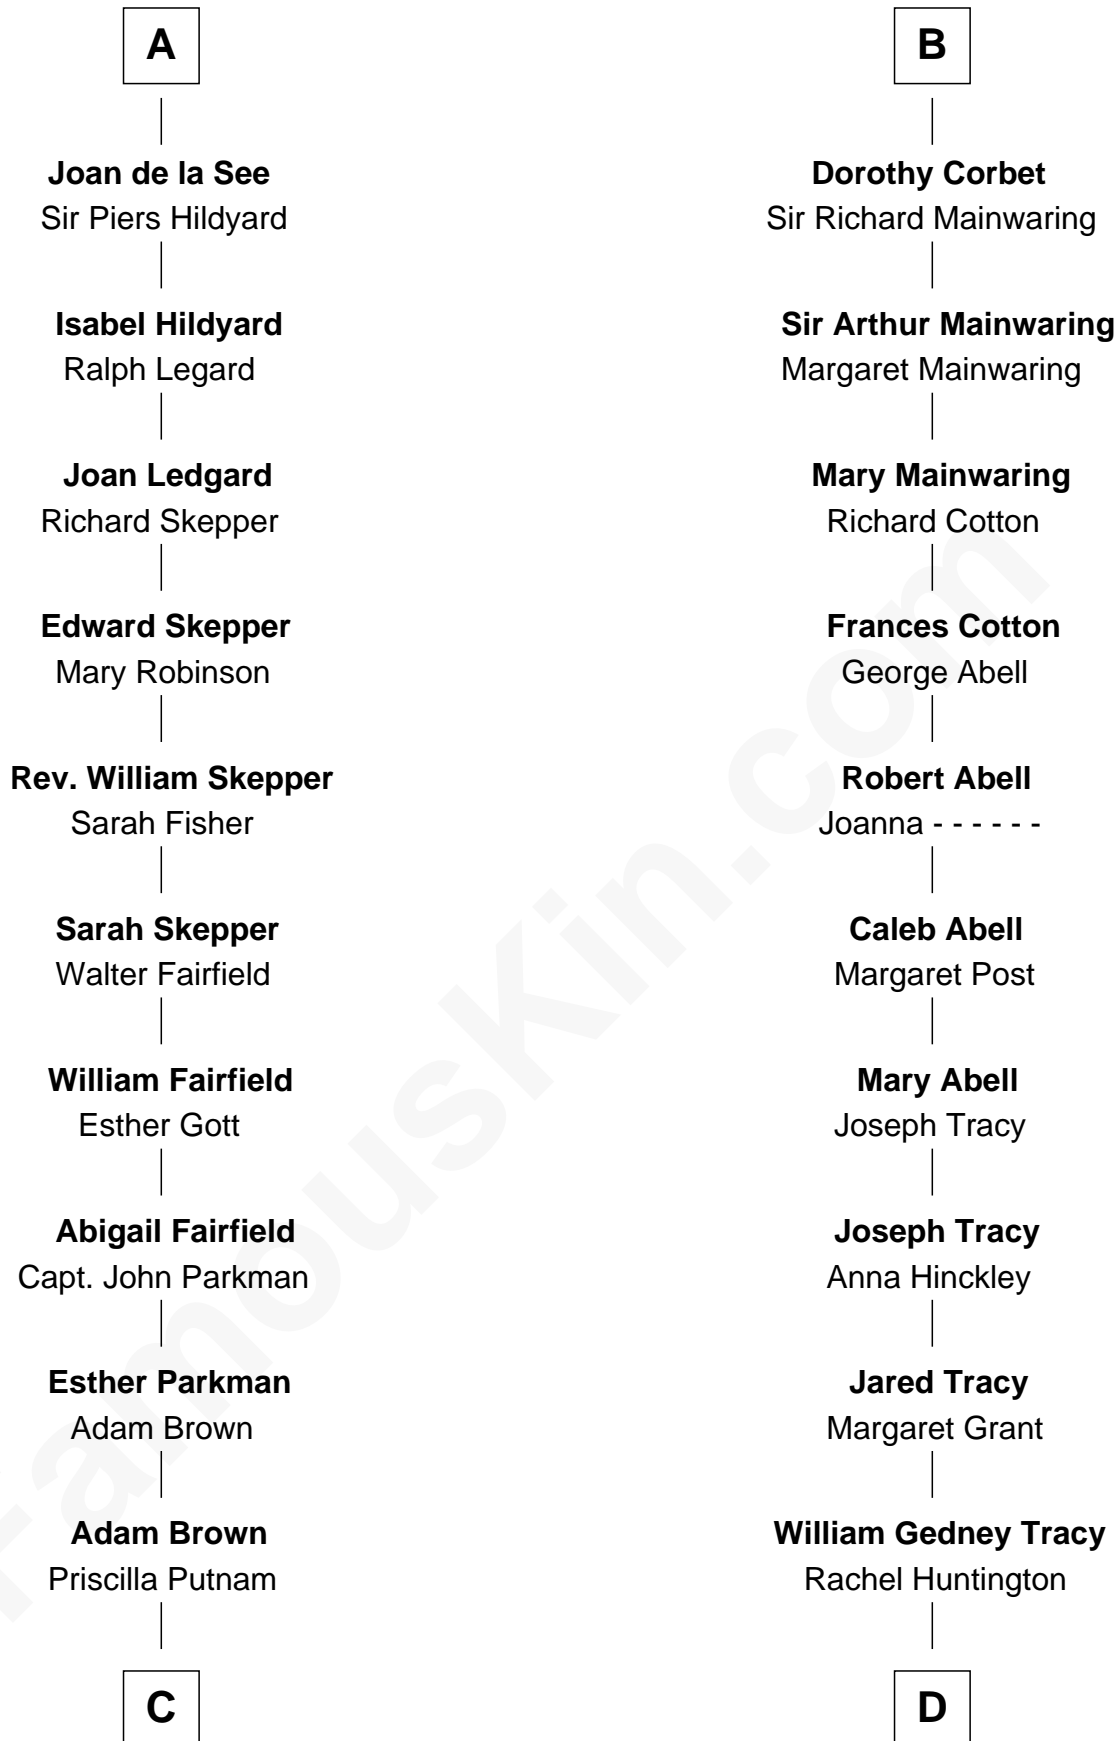 A
Joan de la See
Sir Piers Hildyard
Isabel Hildyard
Ralph Legard
Joan Ledgard
Richard Skepper
Edward Skepper
Mary Robinson
Rev. William Skepper
Sarah Fisher
Sarah Skepper
Walter Fairfield
William Fairfield
Esther Gott
Abigail Fairfield
Capt. John Parkman
Esther Parkman
Adam Brown
Adam Brown
Priscilla Putnam
C
B
Dorothy Corbet
Sir Richard Mainwaring
Sir Arthur Mainwaring
Margaret Mainwaring
Mary Mainwaring
Richard Cotton
Frances Cotton
George Abell
Robert Abell
Joanna - - - - - -
Caleb Abell
Margaret Post
Mary Abell
Joseph Tracy
Joseph Tracy
Anna Hinckley
Jared Tracy
Margaret Grant
William Gedney Tracy
Rachel Huntington
D
FamousKin.com